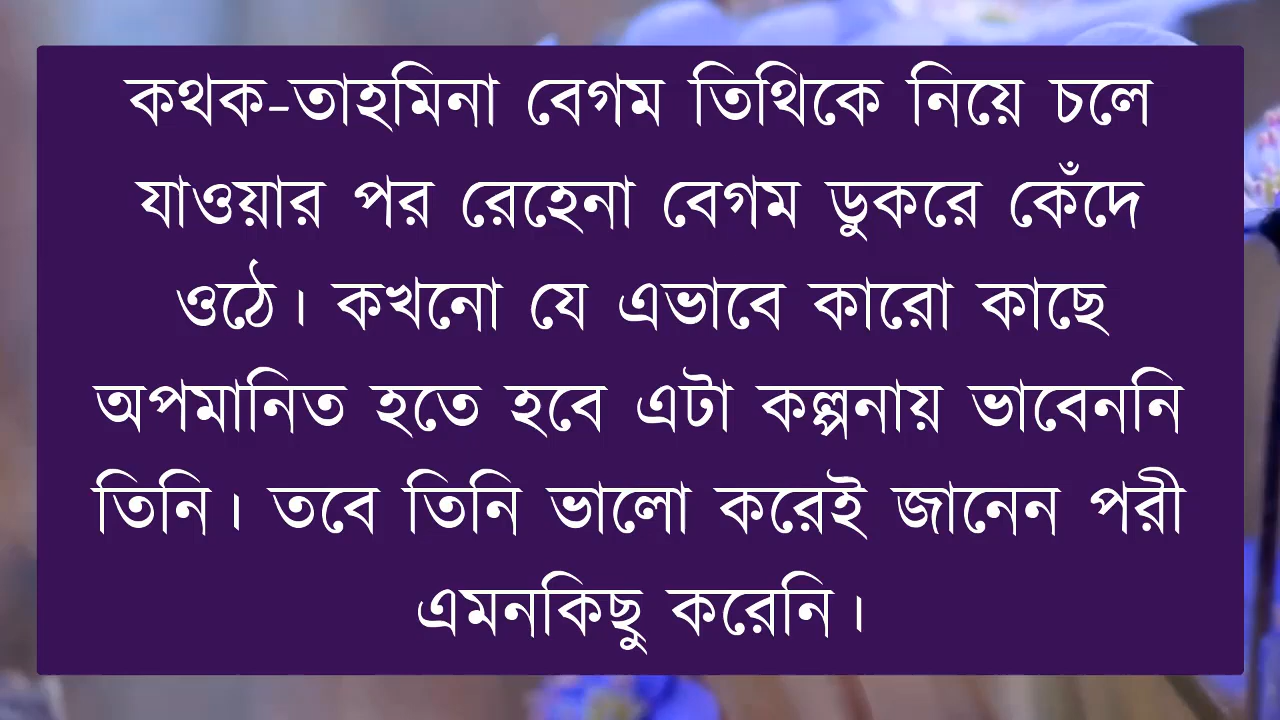 কথক-তাহমিনা বেগম তিথিকে নিয়ে চলে
যাওয়ার পর রেহেনা বেগম ডুকরে কেঁদে
ওঠে। কখনো যে এভাবে কারো কাছে
অপমানিত হতে হবে এটা কল্পনায় ভাবেননি
তিনি। তবে তিনি ভালো করেই জানেন পরী
এমনকিছু করেনি।